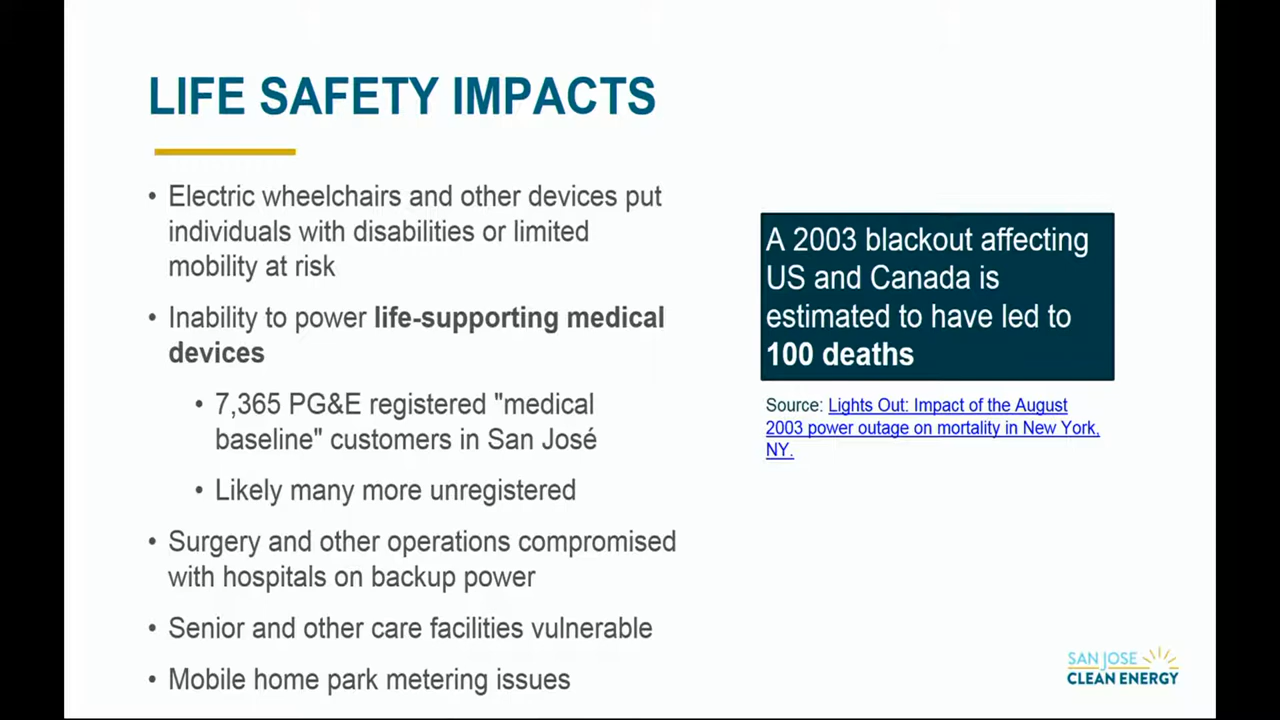 LIFE SAFETY IMPACTS
• Electric wheelchairs and other devices put
individuals with disabilities or limited
mobility at risk
• Inability to power life-supporting medical
devices
• 7,365 PG&E registered "medical
baseline" customers in San José
• Likely many more unregistered
• Surgery and other operations compromised
with hospitals on backup power
• Senior and other care facilities vulnerable
• Mobile home park metering issues
A 2003 blackout affecting
US and Canada is
estimated to have led to
100 deaths
Source: Lights Out: Impact of the August
2003 power outage on mortality in New York,
NY.
SAN JOSE
CLEAN ENERGY